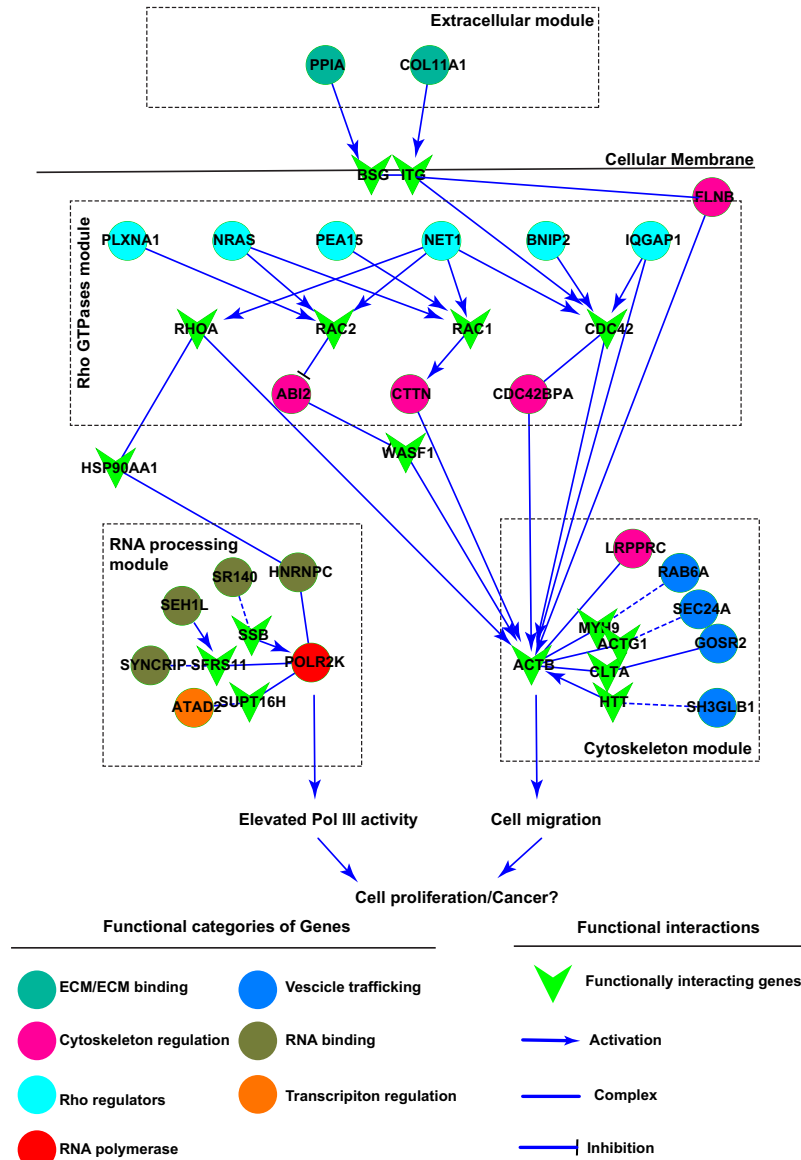 Extracellular module
PPIA
COL11A1
Cellular Membrane
BSG
ITG
FLNB
Rho GTPases module
PLXNA1
NRAS
PEA15
NET1
BNIP2
IQGAP1
RHOA
RAC2
RAC1
CDC42
ABI2
CTTN
CDC42BPA
WASF1
HSP90AA1
RNA processing
module
SR140
HNRNPC
SEH1L
SSB
SYNCRIP
SFRS11
POLR2K
ATAD2
SUPT16H
LRPPRC
RAB6A
SEC24A
MYH9
ACTG1
GOSR2
ACTB
CLTA
HTT
SH3GLB1
Cytoskeleton module
Elevated Pol III activity
Cell migration
Cell proliferation/Cancer?
Functional categories of Genes
ECM/ECM binding
Vescicle trafficking
Cytoskeleton regulation
RNA binding
Rho regulators
Transcripiton regulation
RNA polymerase
Functional interactions
Functionally interacting genes
Activation
Complex
Inhibition